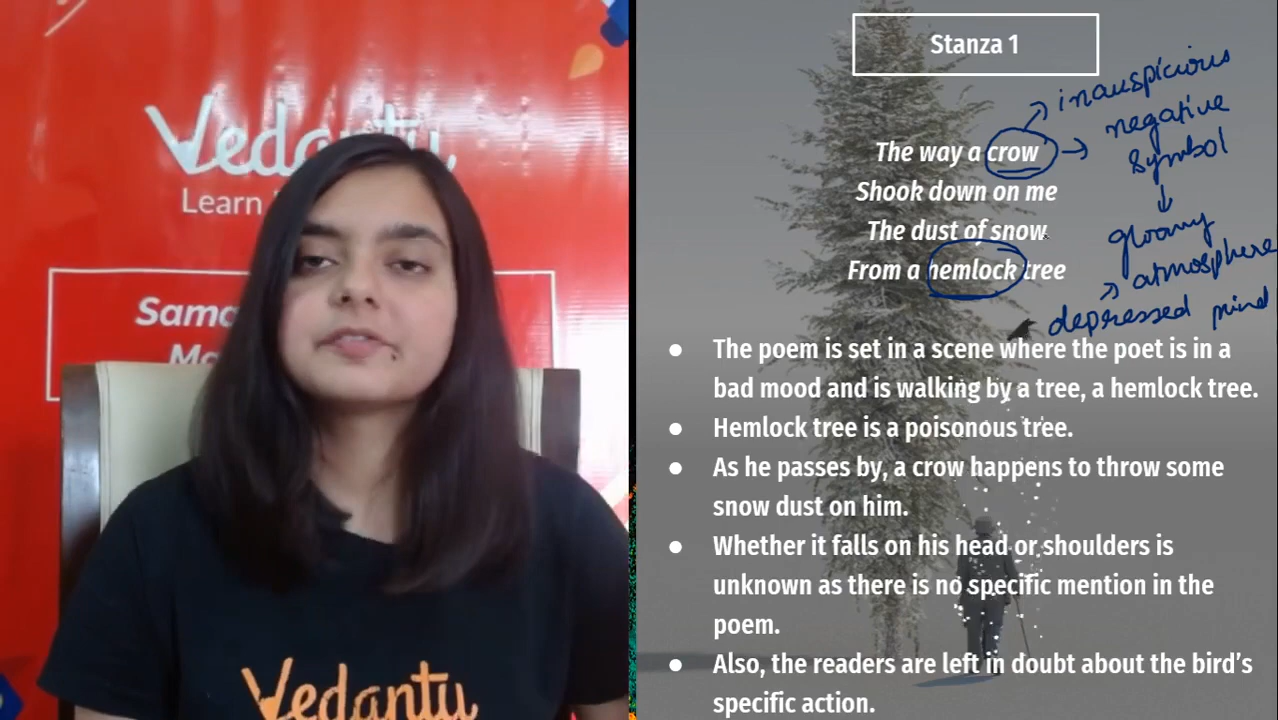 Vedantu
Learn
Sama
Ma
Vedantu
Stanza 1
The way a crow
Shook down on me
The dust of snow
From a hemlock tree
inauspicious
negative
symbol
gloomy
atmosphere
depressed mind
● The poem is set in a scene where the poet is in a
bad mood and is walking by a tree, a hemlock tree.
● Hemlock tree is a poisonous tree.
● As he passes by, a crow happens to throw some
snow dust on him.
● Whether it falls on his head or shoulders is
unknown as there is no specific mention in the
poem.
● Also, the readers are left in doubt about the bird's
specific action.